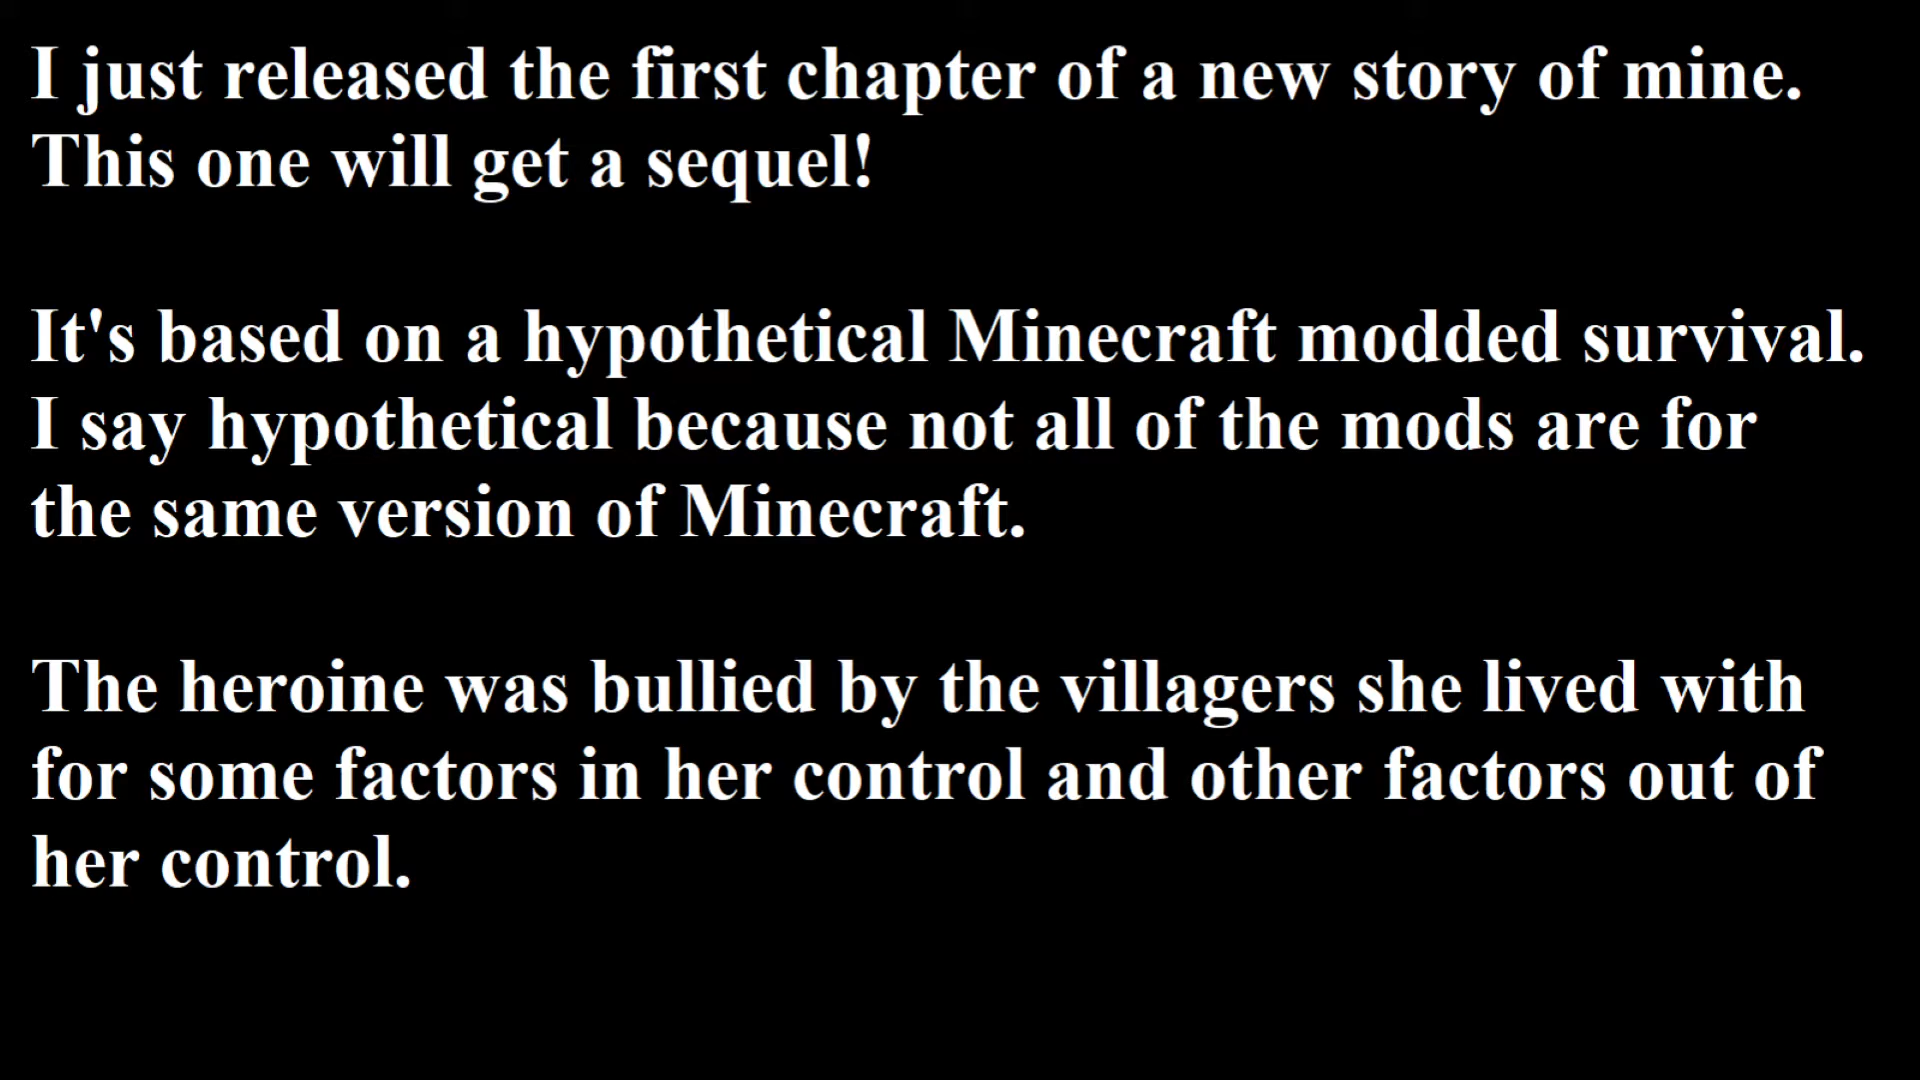 I just released the first chapter of a new story of mine.
This one will get a sequel!
It's based on a hypothetical Minecraft modded survival.
I say hypothetical because not all of the mods are for
the same version of Minecraft.
The heroine was bullied by the villagers she lived with
for some factors in her control and other factors out of
her control.